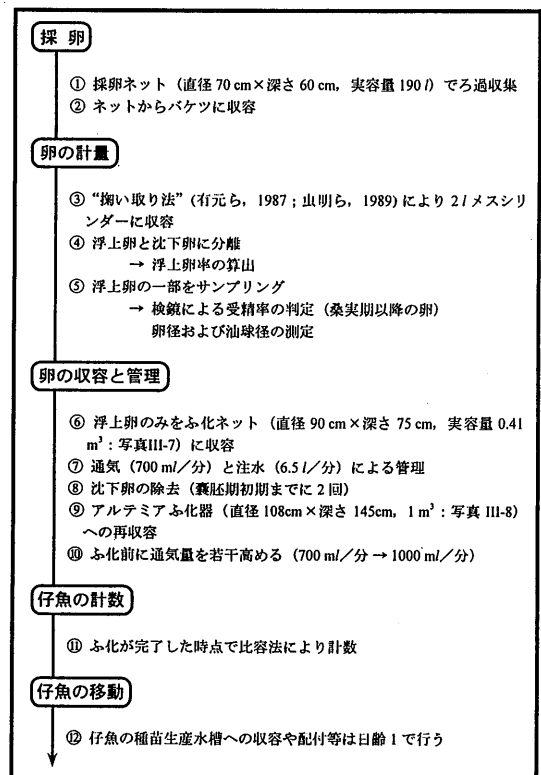 採 卵
① 採卵ネット（直径 70 cm×深さ 60 cm，実容量 190 l）でろ過収集
② ネットからバケツに収容
卵の計量
③ “掬い取り法”（有元ら，1987；虫明ら，1989）により 2 l メスシリ
ンダーに収容
④ 浮上卵と沈下卵に分離
→ 浮上卵率の算出
⑤ 浮上卵の一部をサンプリング
→ 検鏡による受精率の判定（桑実期以降の卵）
卵径および油球径の測定
卵の収容と管理
⑥ 浮上卵のみをふ化ネット（直径 90 cm×深さ 75 cm，実容量 0.41
m³：写真III-7）に収容
⑦ 通気（700 ml／分）と注水（6.5 l／分）による管理
⑧ 沈下卵の除去（嚢胚期初期までに 2 回）
⑨ アルテミアふ化器（直径 108cm×深さ 145cm，1 m³：写真 III-8）
への再収容
⑩ ふ化前に通気量を若干高める（700 ml／分 → 1000 ml／分）
仔魚の計数
⑪ ふ化が完了した時点で比容法により計数
仔魚の移動
⑫ 仔魚の種苗生産水槽への収容や配付等は日齢 1 で行う